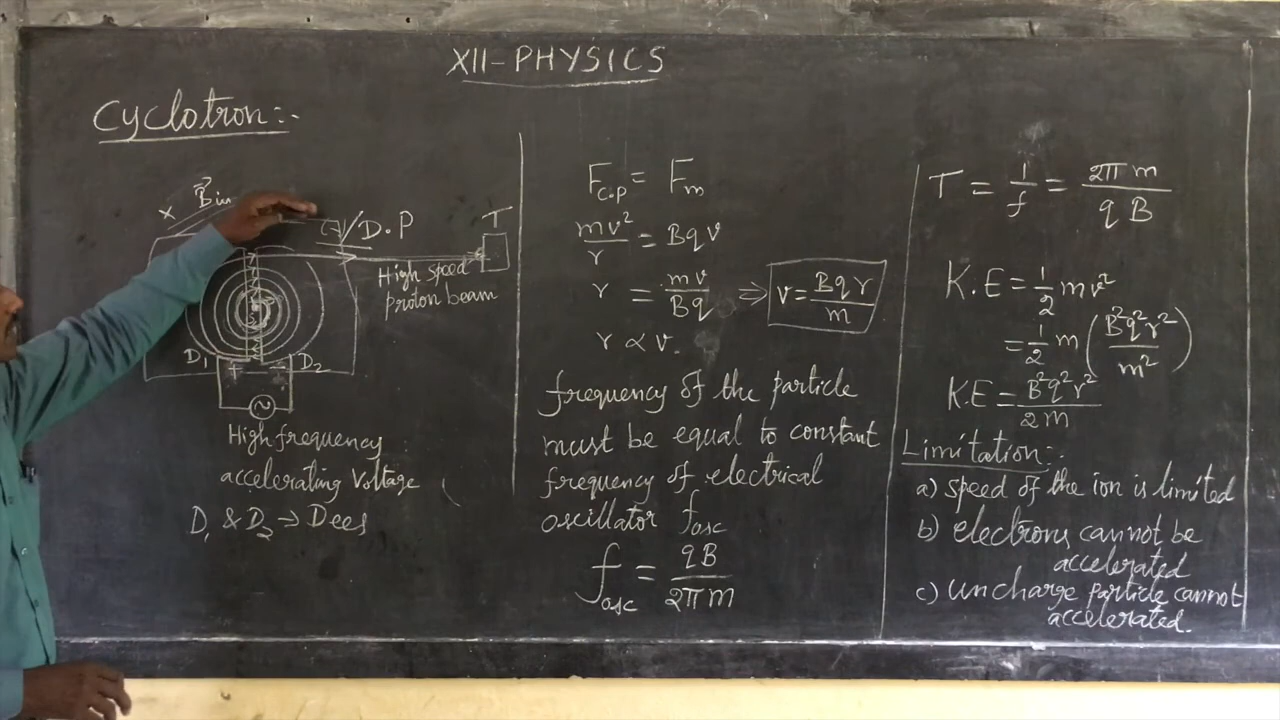 XII-PHYSICS
Cyclotron:-
B⃗ in
×
(-)/D.P
T
High speed
proton beam
D₁
+
-
D₂
~
High frequency
accelerating Voltage
D₁ & D₂ → Dees
F_C.P = F_m
mv²/r = Bqv
r = mv/Bq ⇒ v = Bqr/m
r ∝ v.
frequency of the particle
must be equal to constant
frequency of electrical
oscillator f_osc
f_osc = qB/2πm
T = 1/f = 2πm/qB
K.E = 1/2 mv²
= 1/2 m (B²q²r²/m²)
K.E = B²q²r²/2m
Limitation:-
a) Speed of the ion is limited
b) electrons cannot be
accelerated
c) Uncharge particle cannot
accelerated.